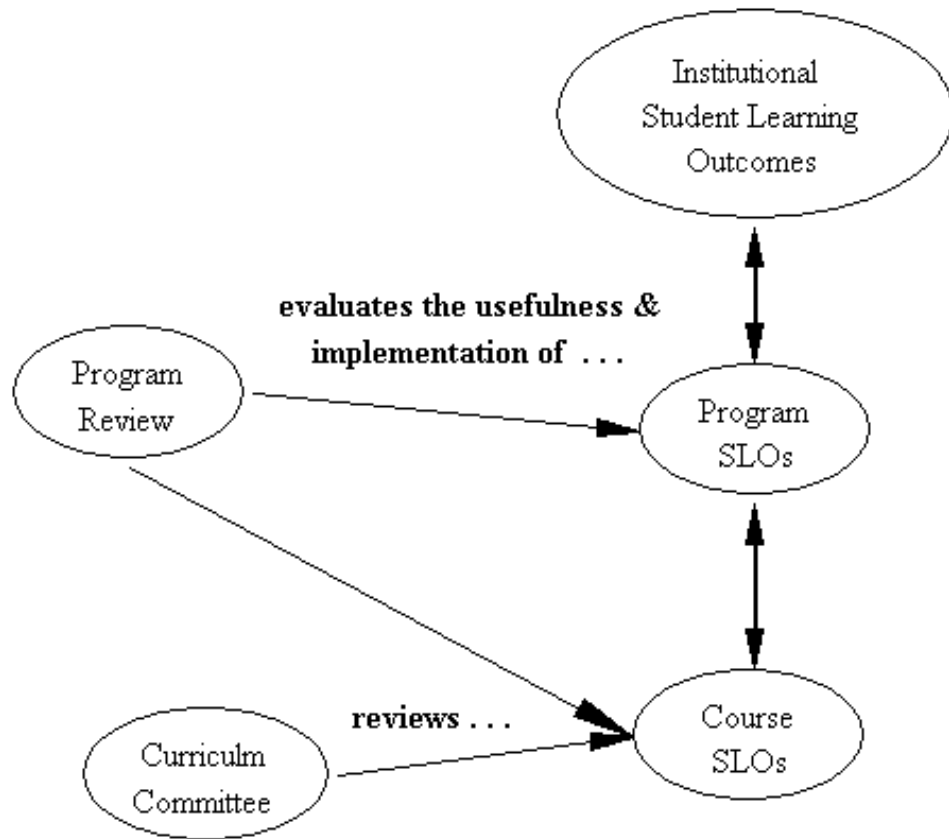 Institutional
Student Learning
Outcomes
evaluates the usefulness &
implementation of . . .
Program
Review
Program
SLOs
reviews . . .
Course
SLOs
Curriculm
Committee